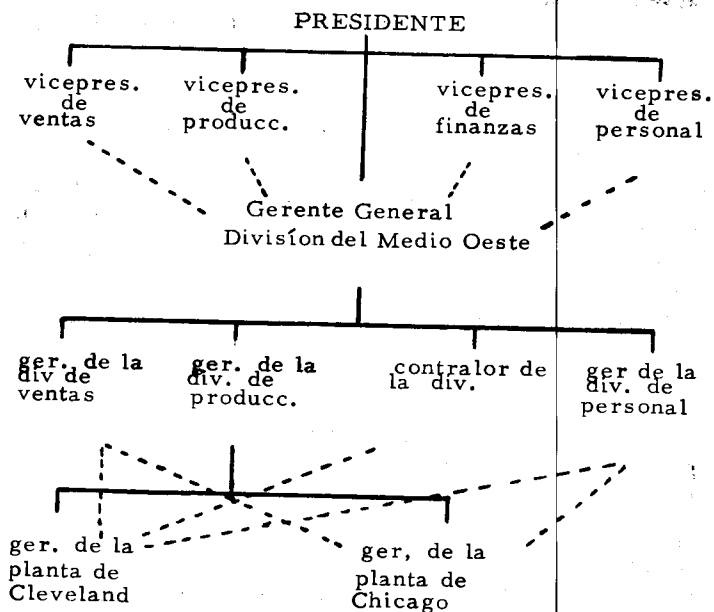 PRESIDENTE
vicepres.
de
ventas
vicepres.
de
producc.
vicepres.
de
finanzas
vicepres.
de
personal
Gerente General
División del Medio Oeste
ger. de la
div de
ventas
ger. de la
div. de
producc.
contralor de
la div.
ger de la
div. de
personal
ger. de la
planta de
Cleveland
ger, de la
planta de
Chicago